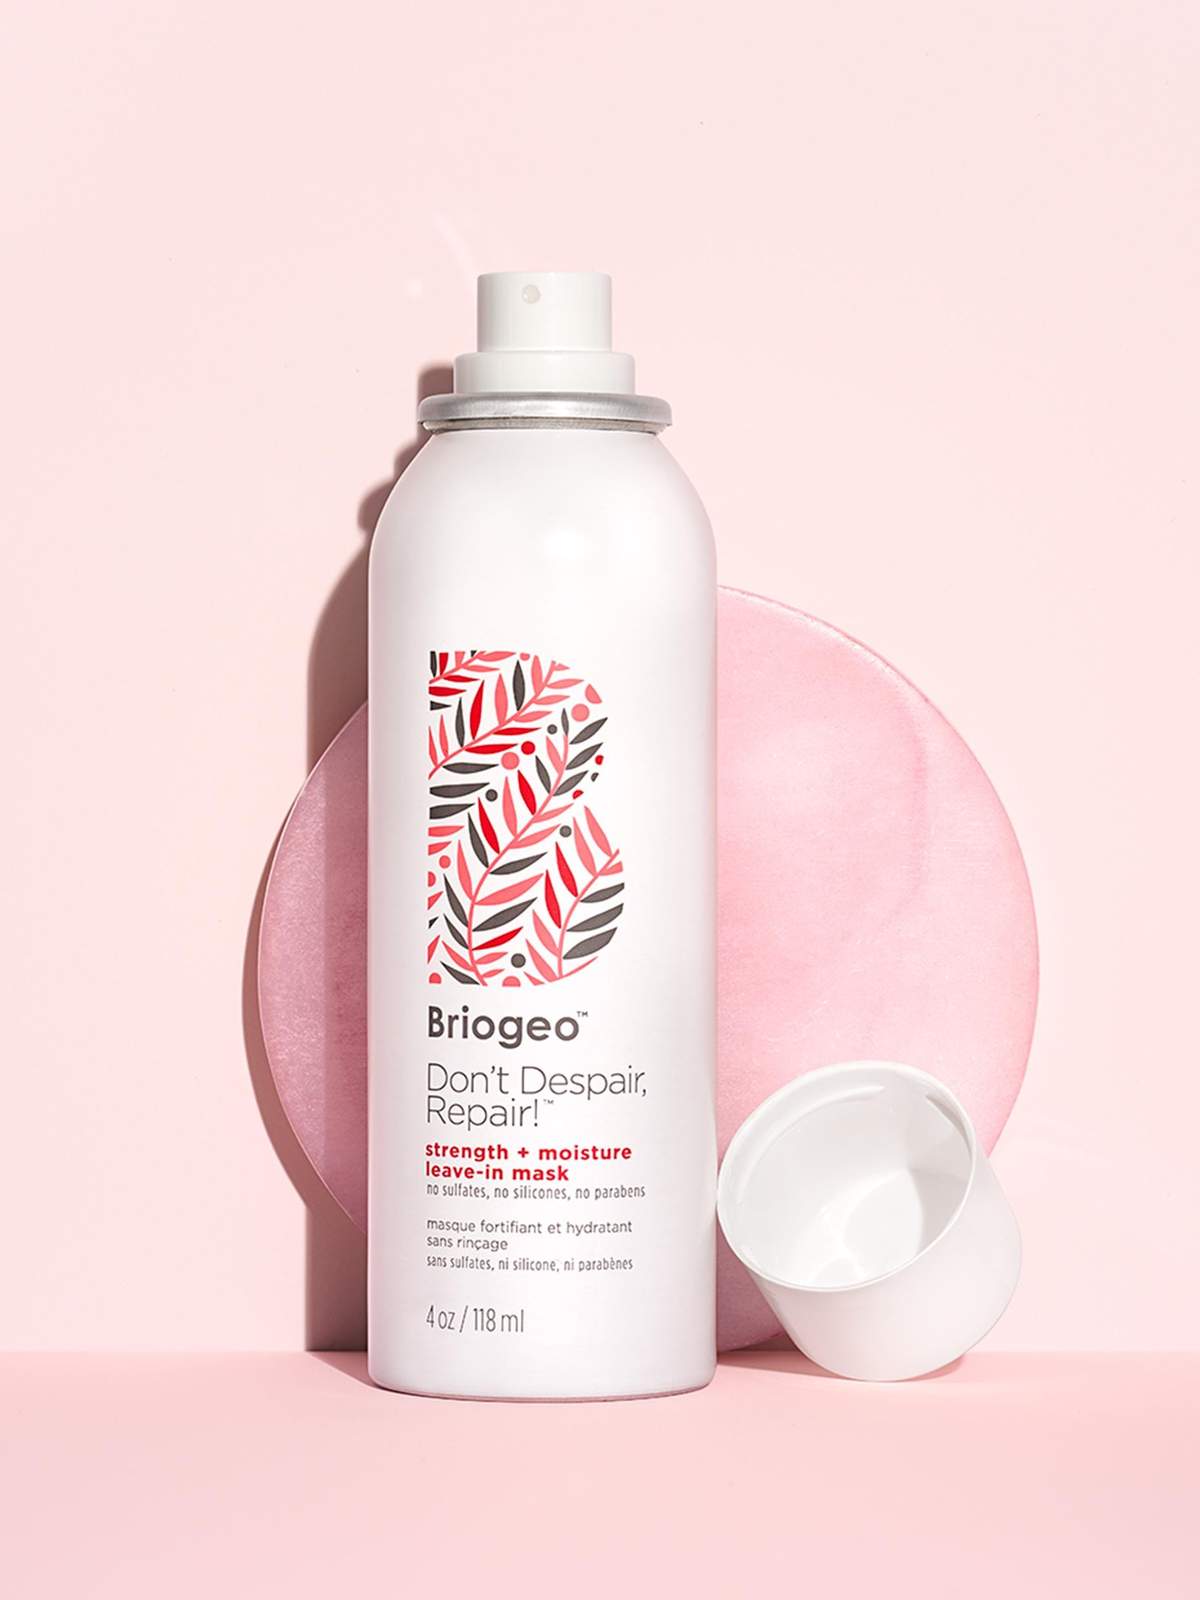 Briogeo™
Don't Despair,
Repair!™
strength + moisture
leave-in mask
no sulfates, no silicones, no parabens
masque fortifiant et hydratant
sans rinçage
sans sulfates, ni silicone, ni parabènes
4 oz / 118 ml